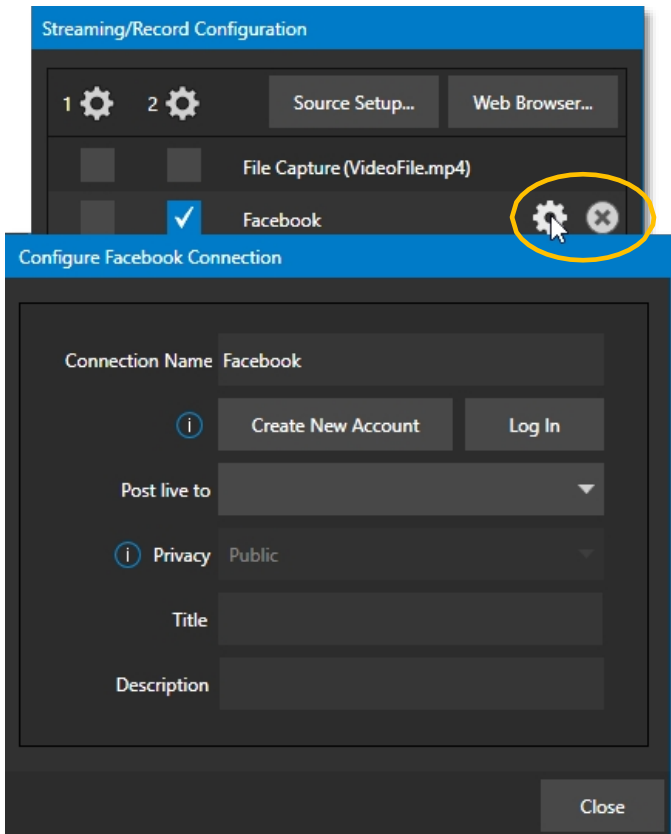 Streaming/Record Configuration
1 2 Source Setup... Web Browser...
File Capture (VideoFile.mp4)
Facebook
Configure Facebook Connection
Connection Name Facebook
i Create New Account Log In
Post live to
i Privacy Public
Title
Description
Close